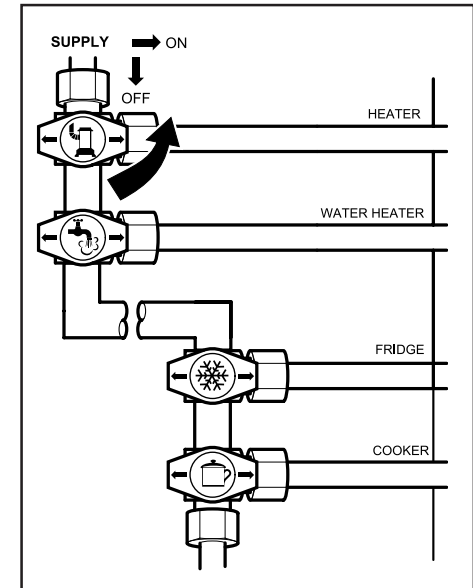 SUPPLY ON
OFF
HEATER
WATER HEATER
FRIDGE
COOKER